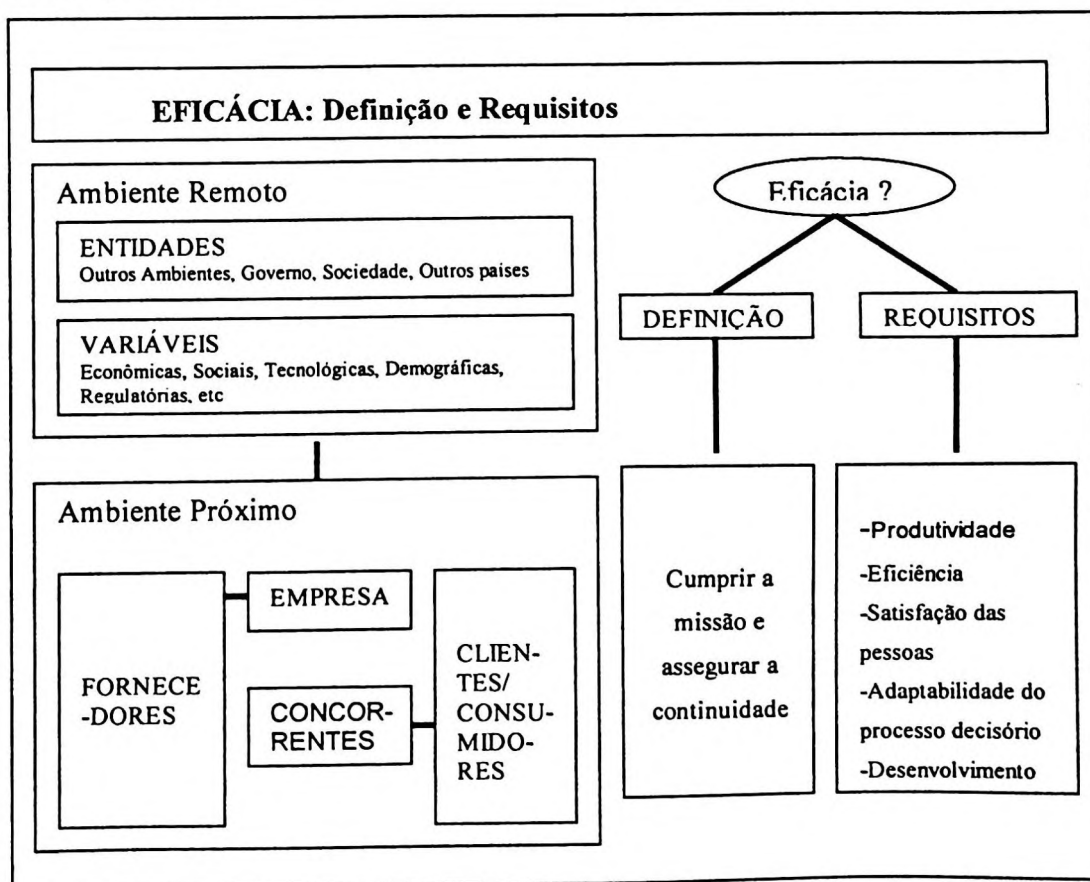 EFICÁCIA: Definição e Requisitos
Ambiente Remoto
ENTIDADES
Outros Ambientes, Governo, Sociedade, Outros países
VARIÁVEIS
Econômicas, Sociais, Tecnológicas, Demográficas,
Regulatórias, etc
Ambiente Próximo
FORNECE
-DORES
EMPRESA
CONCOR-
RENTES
CLIEN-
TES/
CONSU-
MIDO-
RES
Eficácia ?
DEFINIÇÃO
Cumprir a
missão e
assegurar a
continuidade
REQUISITOS
-Produtividade
-Eficiência
-Satisfação das
pessoas
-Adaptabilidade do
processo decisório
-Desenvolvimento